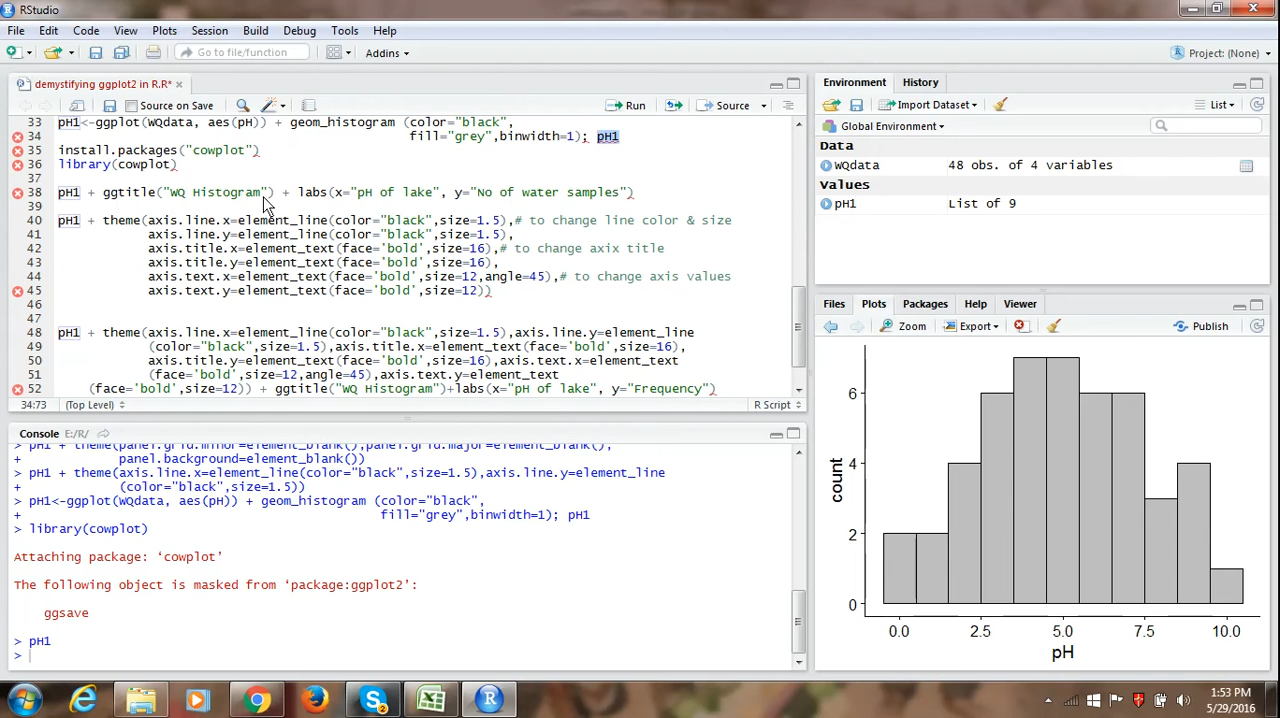 RStudio
File Edit Code View Plots Session Build Debug Tools Help
Go to file/function Addins Project: (None)
demystifying ggplot2 in R.R*
Source on Save Run Source
33 pH1<-ggplot(WQdata, aes(pH)) + geom_histogram (color="black",
34 fill="grey",binwidth=1); pH1
35 install.packages("cowplot")
36 library(cowplot)
37
38 pH1 + ggtitle("WQ Histogram") + labs(x="pH of lake", y="No of water samples")
39
40 pH1 + theme(axis.line.x=element_line(color="black",size=1.5),# to change line color & size
41 axis.line.y=element_line(color="black",size=1.5),
42 axis.title.x=element_text(face='bold',size=16),# to change axix title
43 axis.title.y=element_text(face='bold',size=16),
44 axis.text.x=element_text(face='bold',size=12,angle=45),# to change axis values
45 axis.text.y=element_text(face='bold',size=12))
46
47
48 pH1 + theme(axis.line.x=element_line(color="black",size=1.5),axis.line.y=element_line
49 (color="black",size=1.5),axis.title.x=element_text(face='bold',size=16),
50 axis.title.y=element_text(face='bold',size=16),axis.text.x=element_text
51 (face='bold',size=12,angle=45),axis.text.y=element_text
52 (face='bold',size=12)) + ggtitle("WQ Histogram")+labs(x="pH of lake", y="Frequency")
34:73 (Top Level) R Script
Console E:/R/
> pH1 + theme(panel.grid.minor=element_blank(),panel.grid.major=element_blank(),
+ panel.background=element_blank())
> pH1 + theme(axis.line.x=element_line(color="black",size=1.5),axis.line.y=element_line
+ (color="black",size=1.5))
> pH1<-ggplot(WQdata, aes(pH)) + geom_histogram (color="black",
+ fill="grey",binwidth=1); pH1
> library(cowplot)
Attaching package: ‘cowplot’
The following object is masked from ‘package:ggplot2’:
ggsave
> pH1
>
Environment History
Import Dataset List
Global Environment
Data
WQdata 48 obs. of 4 variables
Values
pH1 List of 9
Files Plots Packages Help Viewer
Zoom Export Publish
6
4
2
0
count
0.0 2.5 5.0 7.5 10.0
pH
1:53 PM
5/29/2016